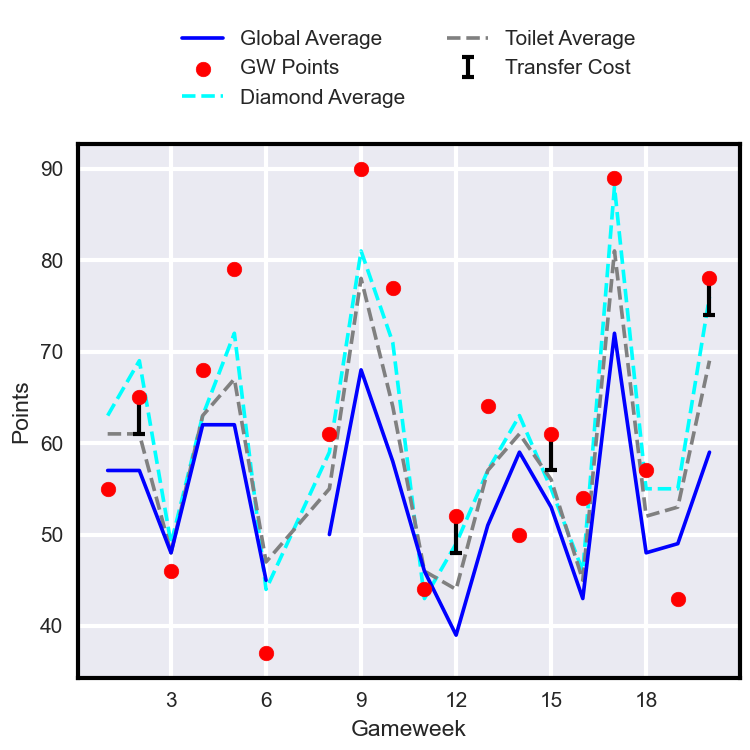 Global Average
GW Points
Diamond Average
Toilet Average
Transfer Cost
90
80
70
60
50
40
Points
3 6 9 12 15 18
Gameweek